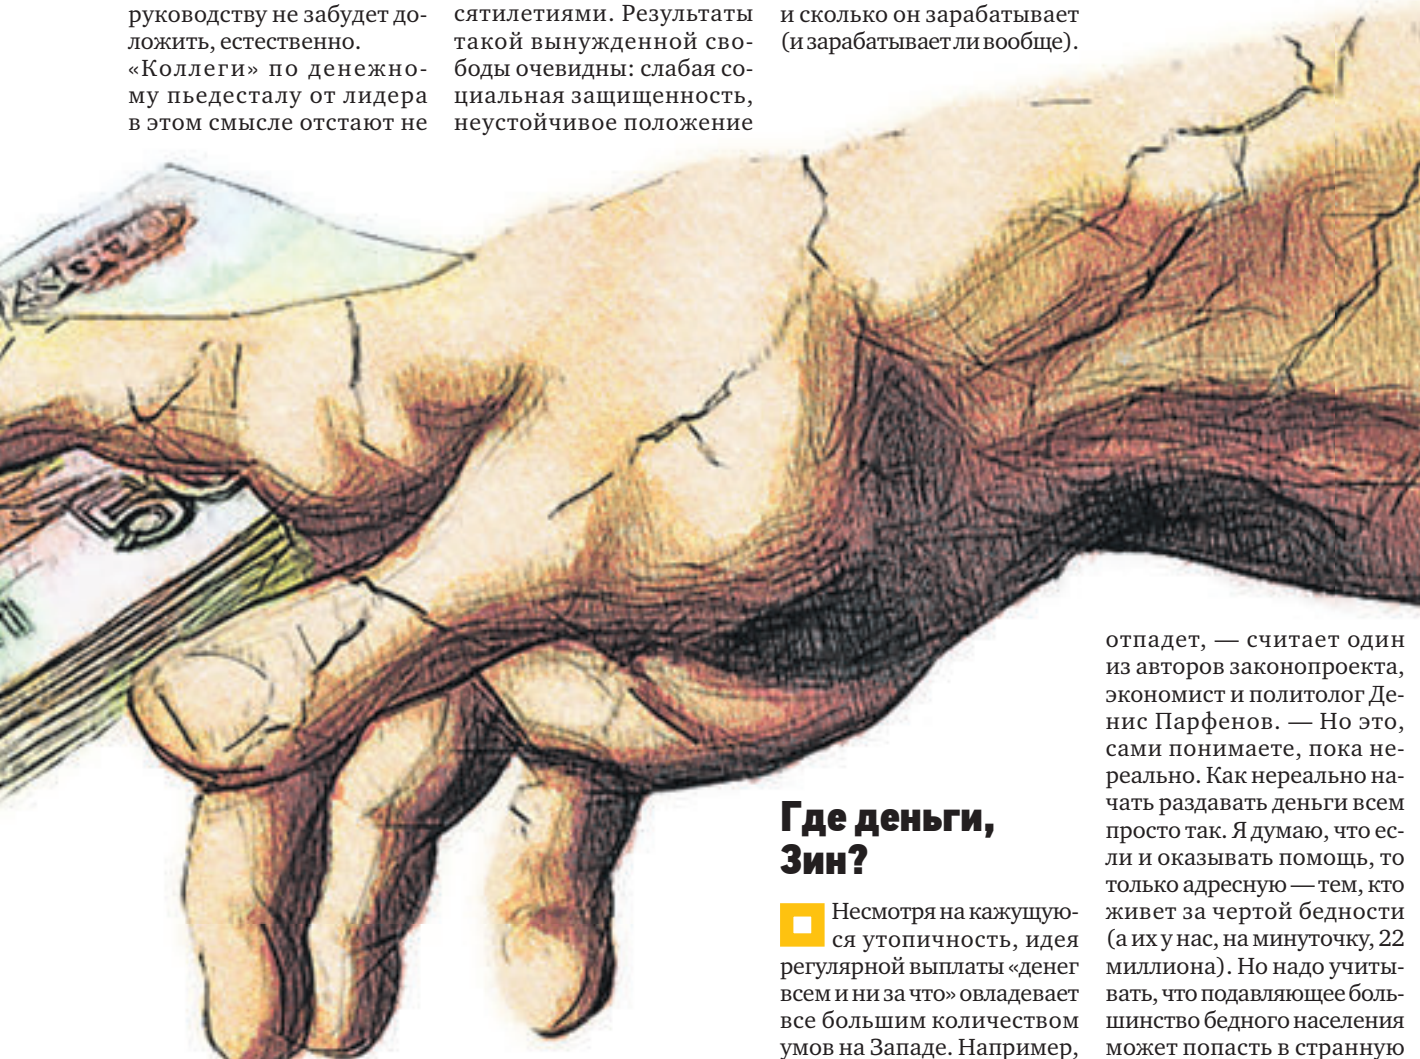 руководству не забудет до-
ложить, естественно.
«Коллеги» по денежно-
му пьедесталу от лидера
в этом смысле отстают не
сятилетиями. Результаты
такой вынужденной сво-
боды очевидны: слабая со-
циальная защищенность,
неустойчивое положение
и сколько он зарабатывает
(и зарабатывает ли вообще).
5
Где деньги,
Зин?
Несмотря на кажущую-
ся утопичность, идея
регулярной выплаты «денег
всем и ни за что» овладевает
все большим количеством
умов на Западе. Например,
отпадет, — считает один
из авторов законопроекта,
экономист и политолог Де-
нис Парфенов. — Но это,
сами понимаете, пока не-
реально. Как нереально на-
чать раздавать деньги всем
просто так. Я думаю, что ес-
ли и оказывать помощь, то
только адресную — тем, кто
живет за чертой бедности
(а их у нас, на минуточку, 22
миллиона). Но надо учиты-
вать, что подавляющее боль-
шинство бедного населения
может попасть в странную